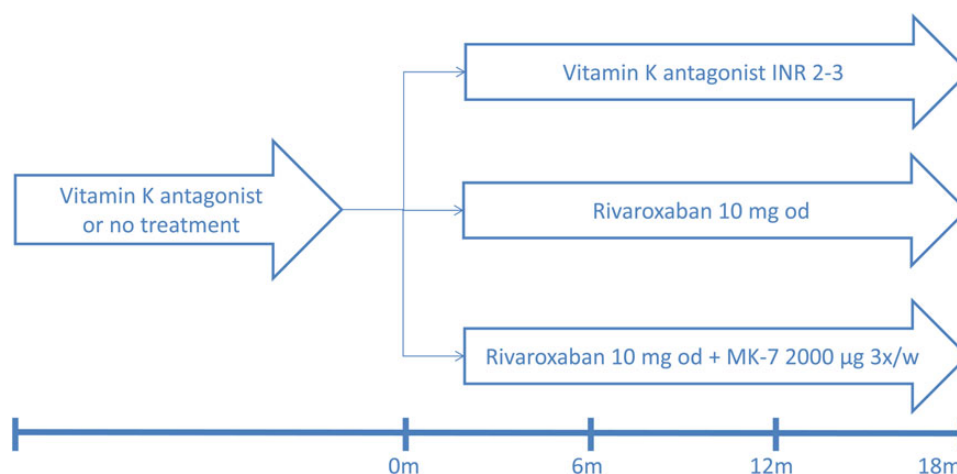 Vitamin K antagonist INR 2-3
Vitamin K antagonist
or no treatment
Rivaroxaban 10 mg od
Rivaroxaban 10 mg od + MK-7 2000 µg 3x/w
0m
6m
12m
18m